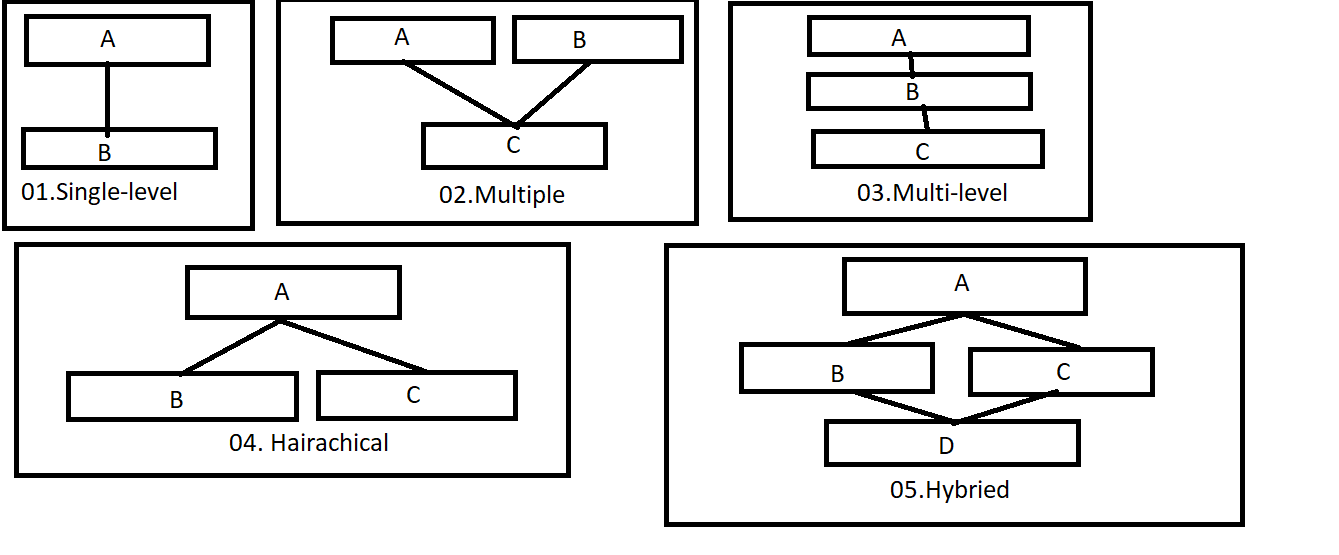 A
B
01.Single-level
A
B
C
02.Multiple
A
B
C
03.Multi-level
A
B
C
04. Hairachical
A
B
C
D
05.Hybried